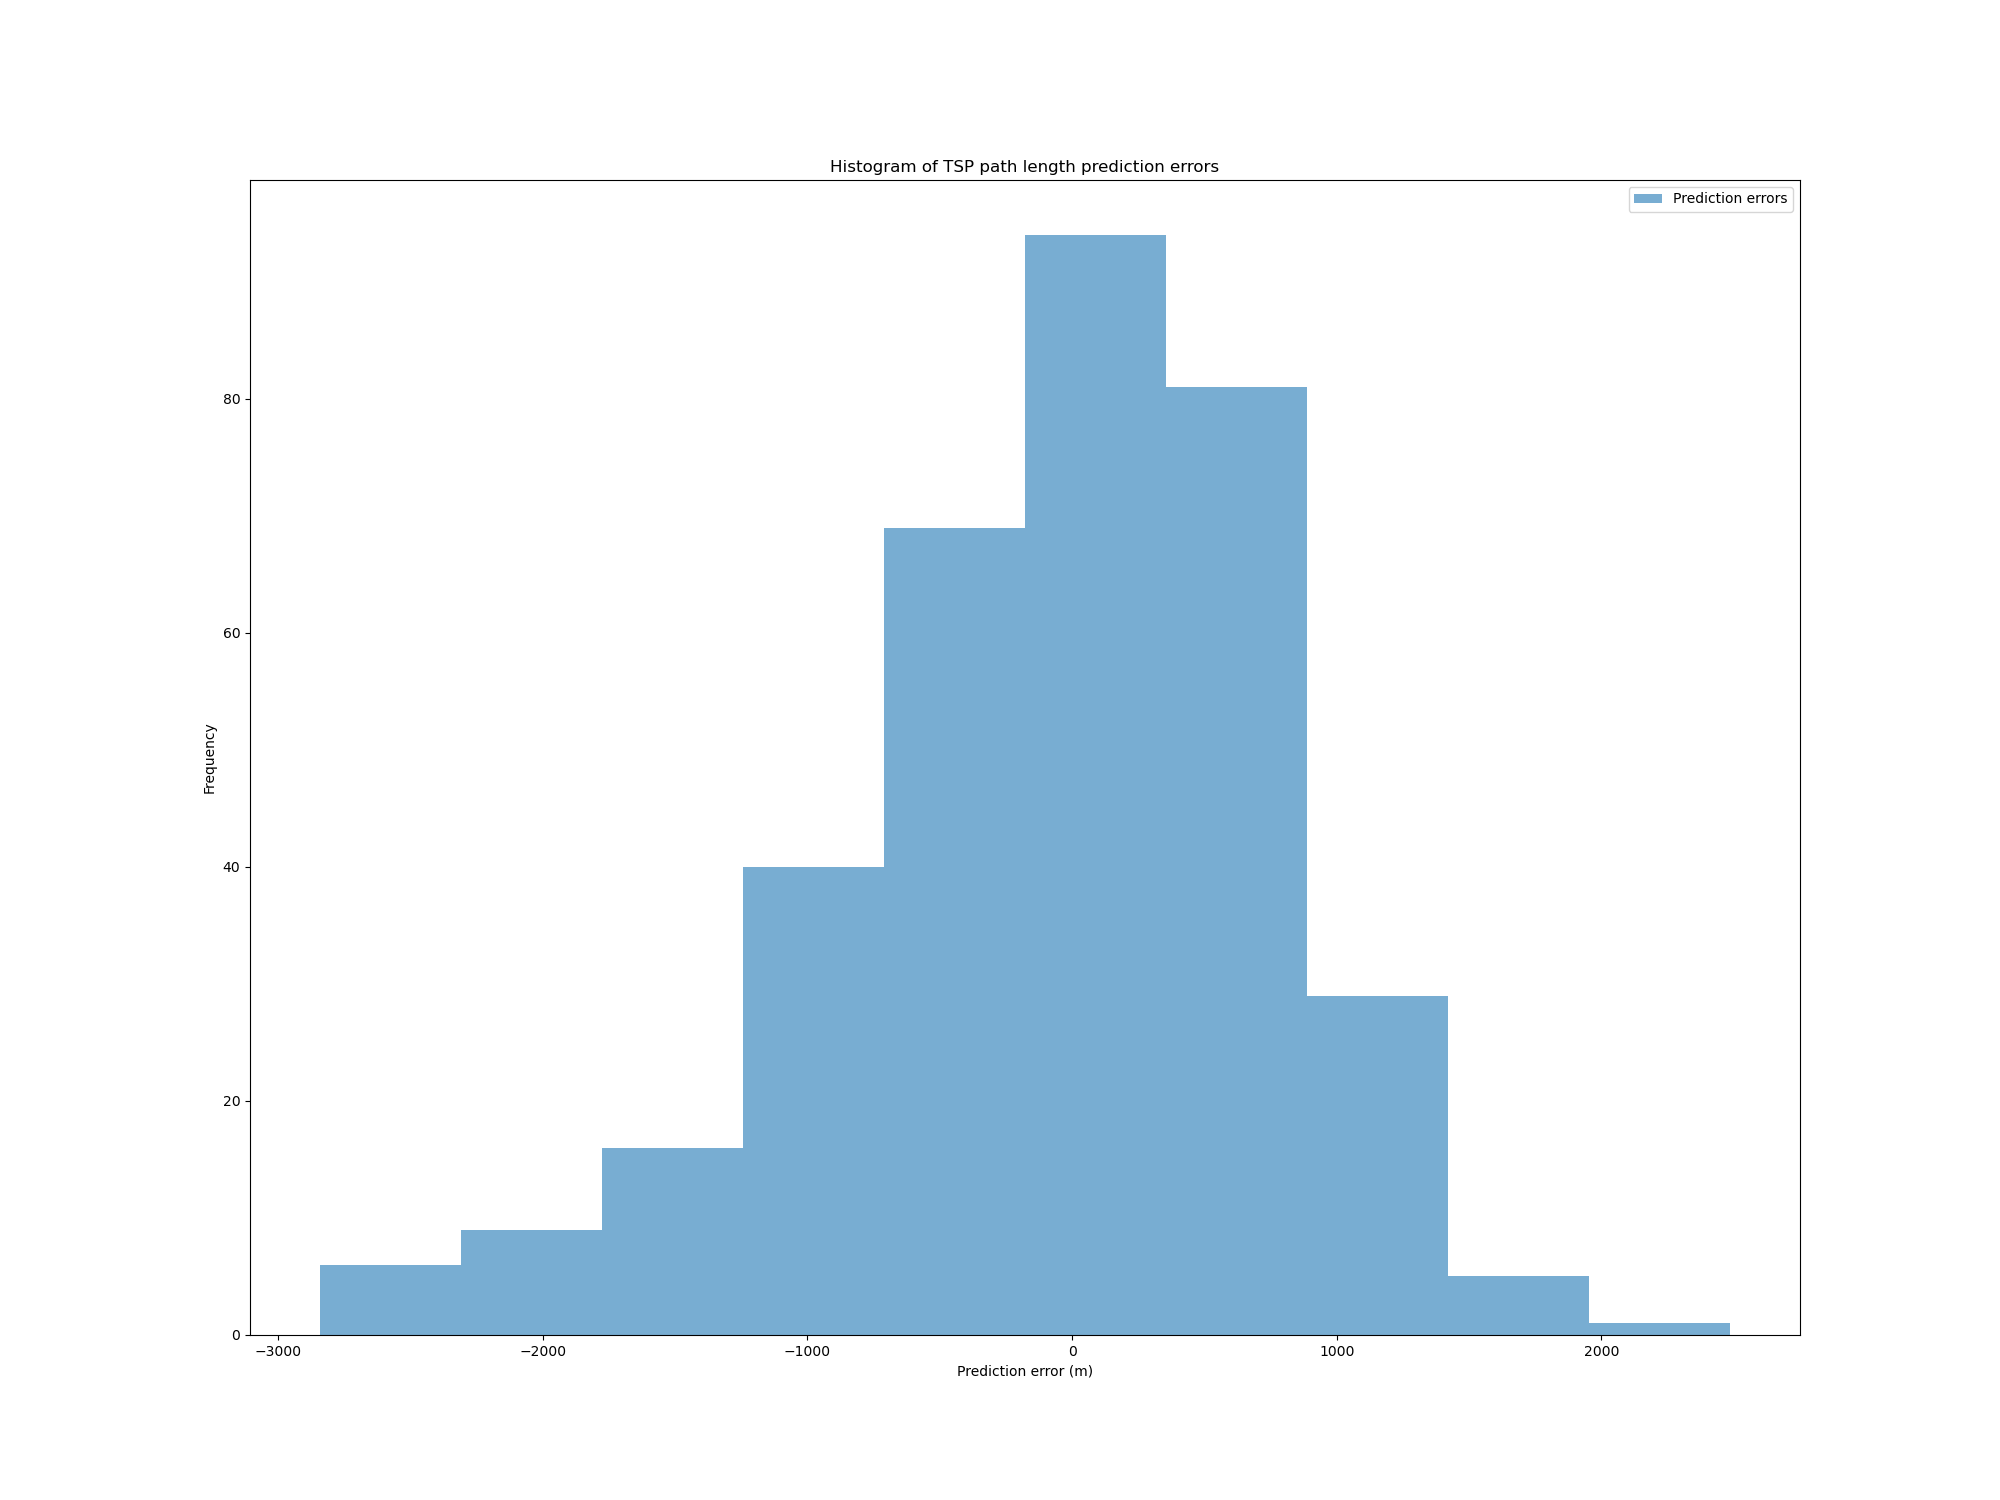 Histogram of TSP path length prediction errors
Prediction errors
80
60
40
20
0
Frequency
−3000
−2000
−1000
0
1000
2000
Prediction error (m)